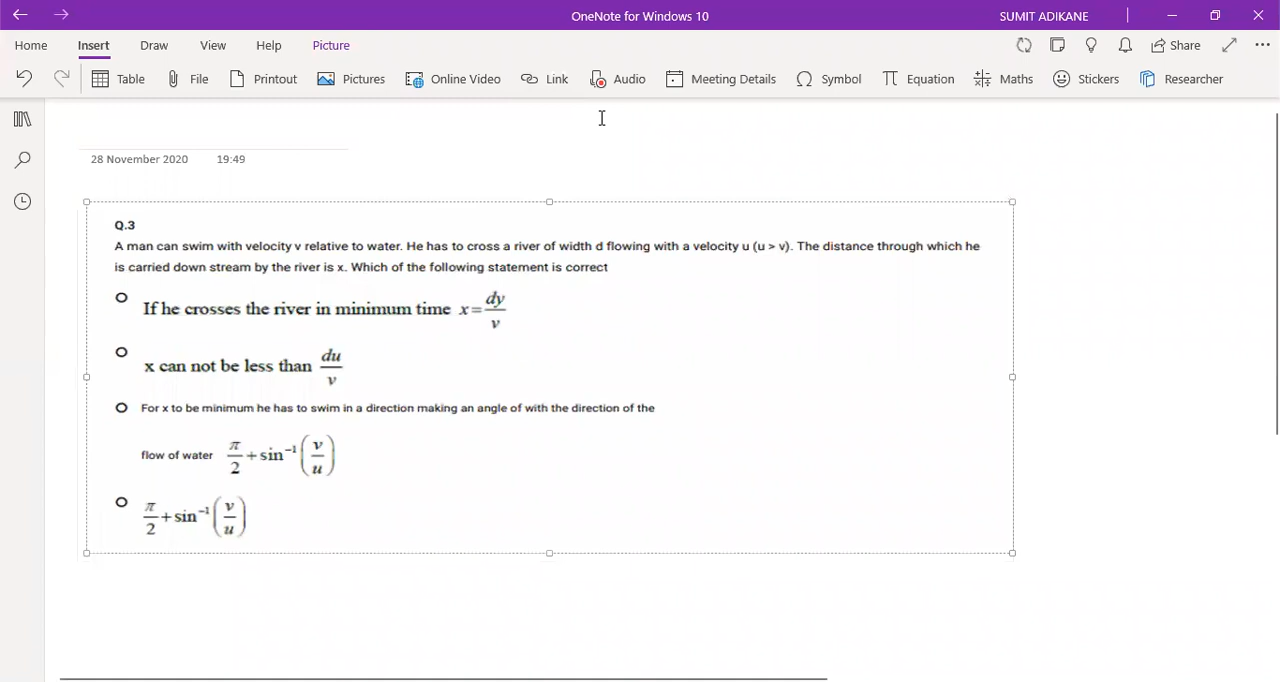 OneNote for Windows 10
SUMIT ADIKANE
Home Insert Draw View Help Picture
Share
Table File Printout Pictures Online Video Link Audio Meeting Details Symbol Equation Maths Stickers Researcher
28 November 2020 19:49
Q.3
A man can swim with velocity v relative to water. He has to cross a river of width d flowing with a velocity u (u > v). The distance through which he
is carried down stream by the river is x. Which of the following statement is correct
If he crosses the river in minimum time x = dy/v
x can not be less than du/v
For x to be minimum he has to swim in a direction making an angle of with the direction of the
flow of water π/2 + sin⁻¹(v/u)
π/2 + sin⁻¹(v/u)